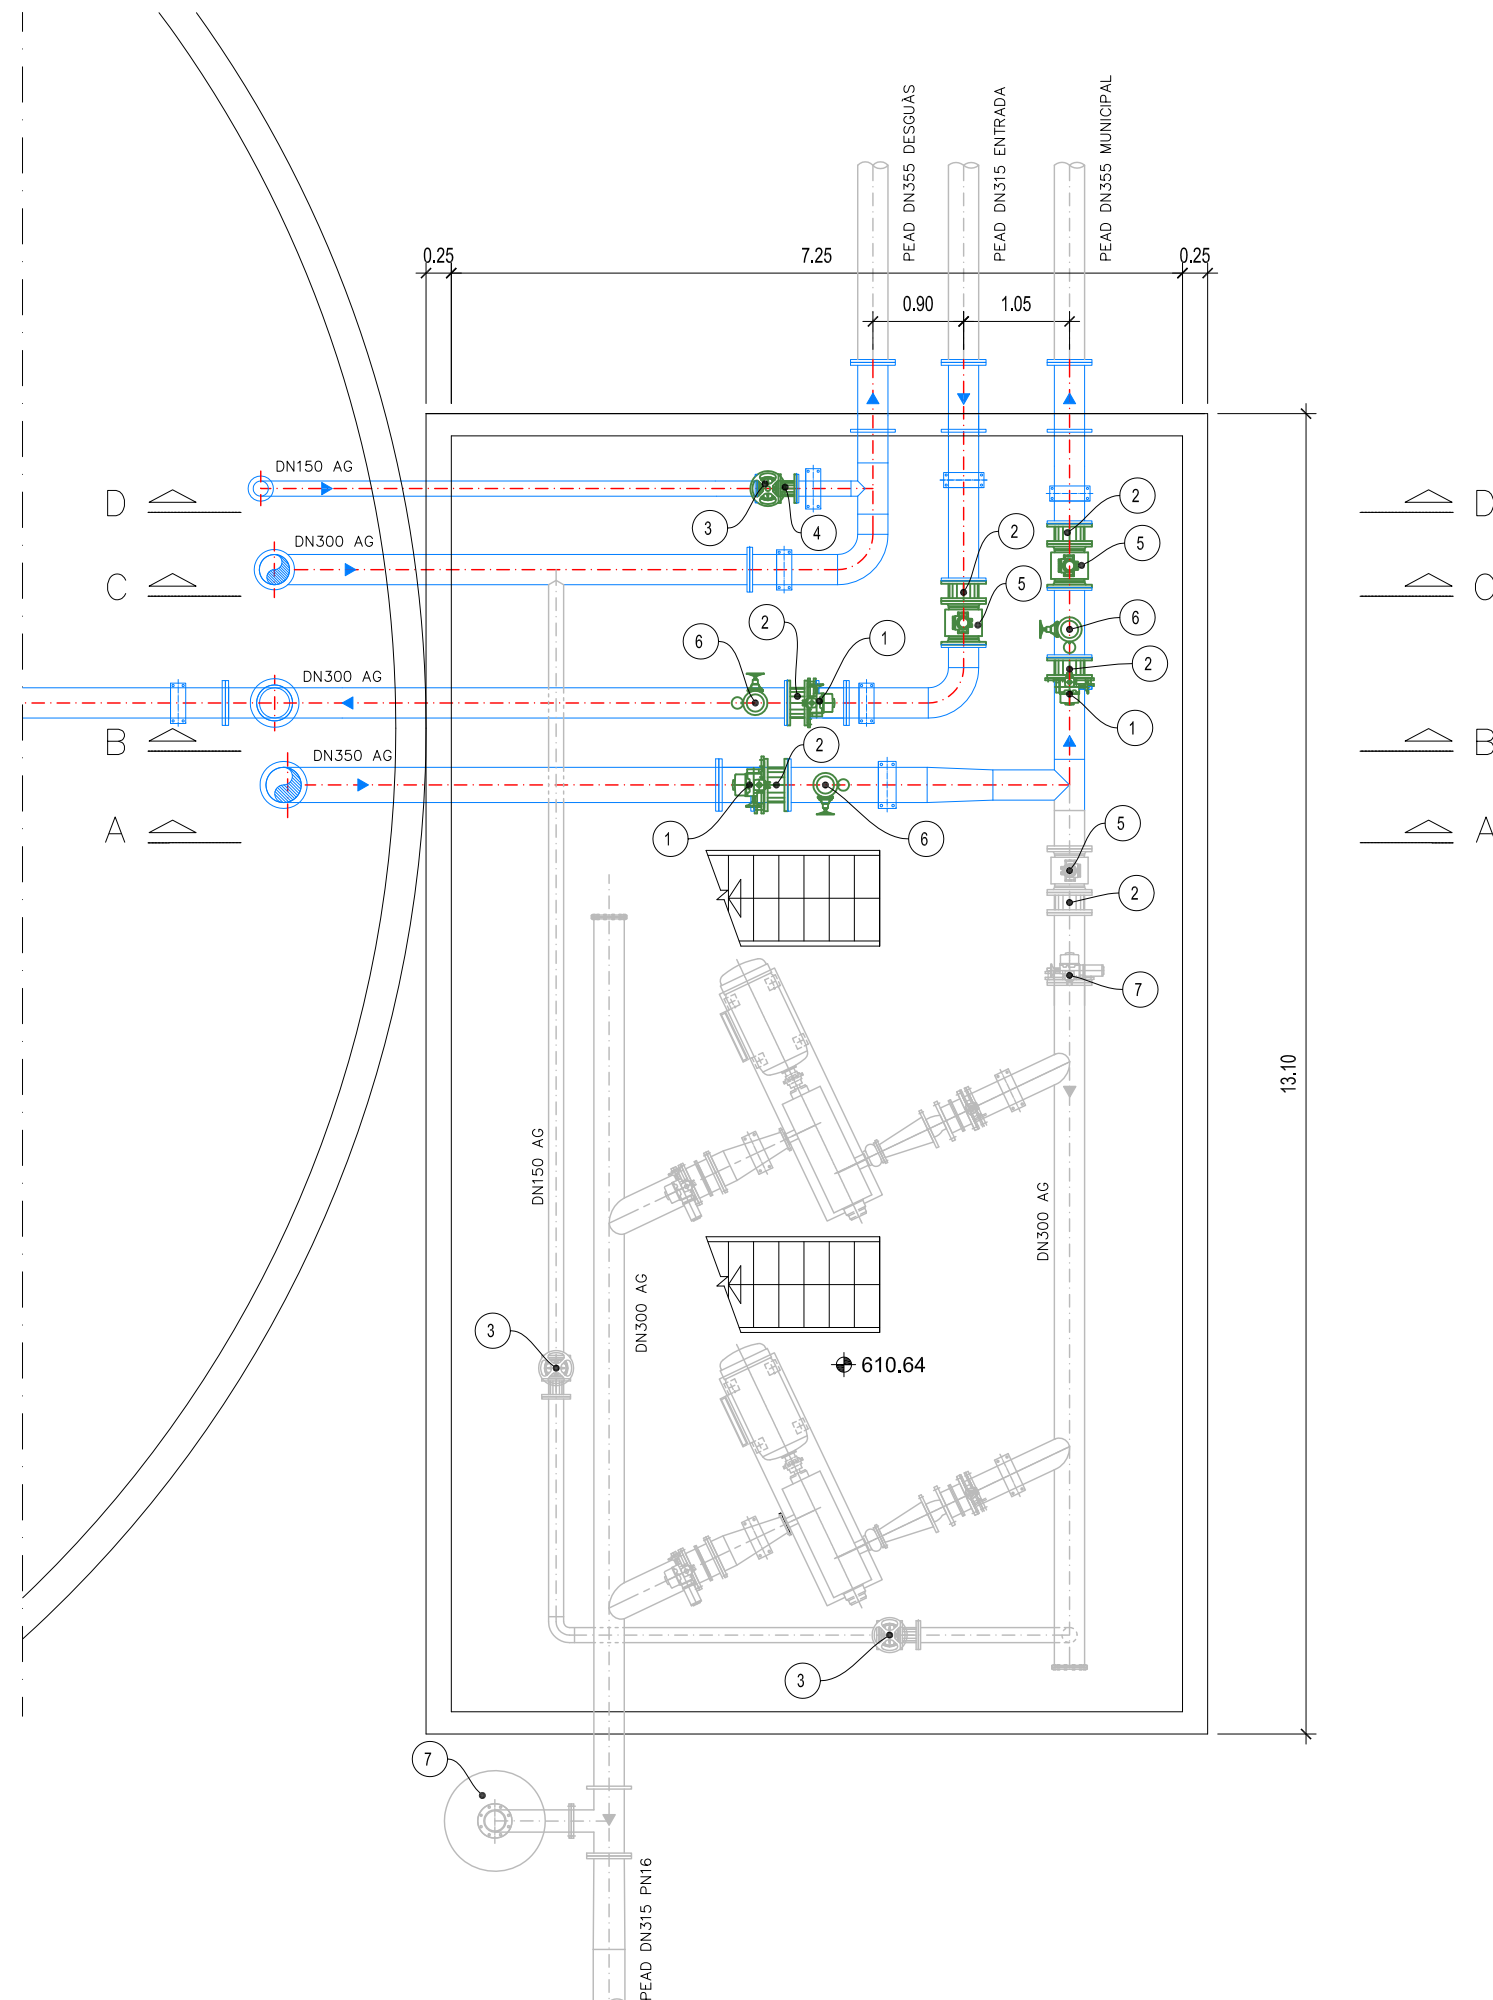 PEAD DN355 DESGUÀS
PEAD DN315 ENTRADA
PEAD DN355 MUNICIPAL
0.25
7.25
0.25
0.90
1.05
DN150 AG
D
3
4
2
2
5
D
DN300 AG
C
5
C
6
2
1
6
2
DN300 AG
B
1
B
DN350 AG
2
A
1
6
5
A
2
7
13.10
DN150 AG
DN300 AG
DN300 AG
3
610.64
3
7
PEAD DN315 PN16